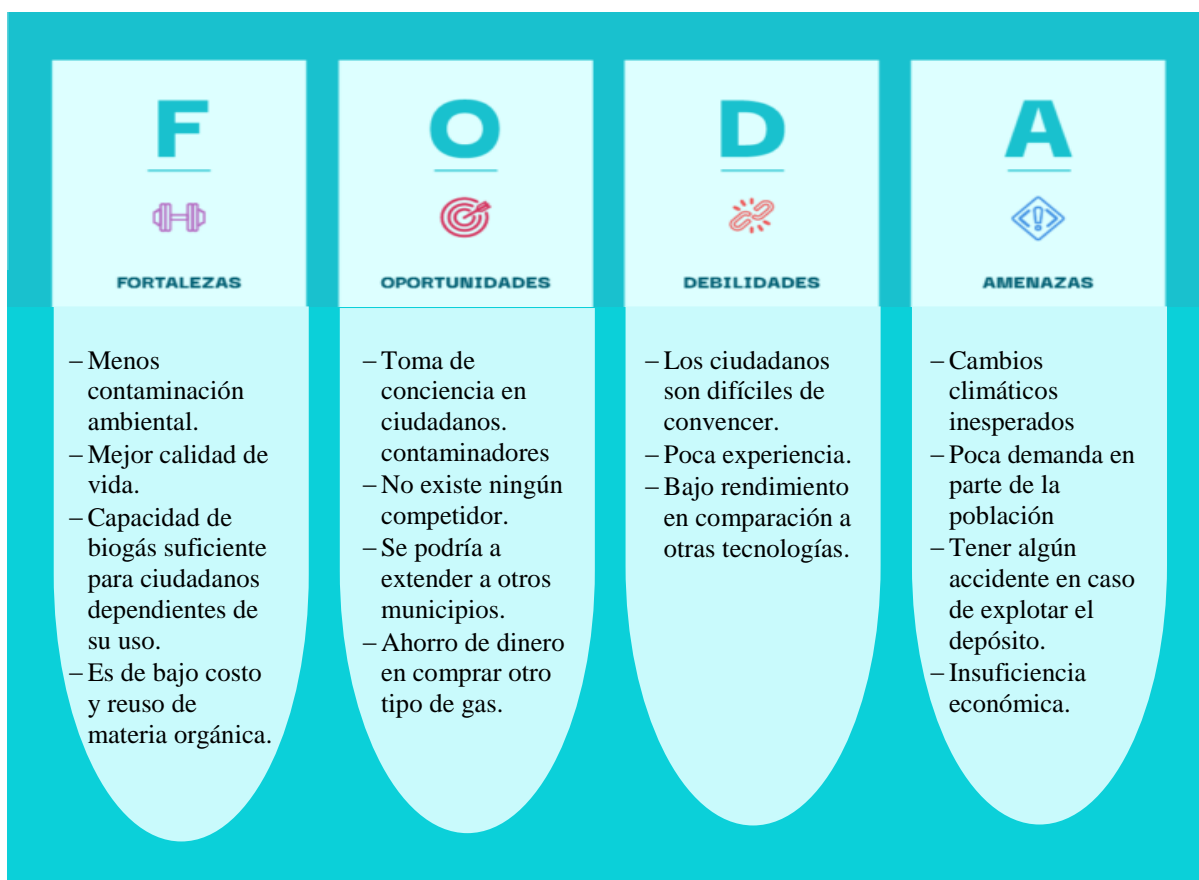 F
FORTALEZAS
– Menos
contaminación
ambiental.
– Mejor calidad de
vida.
– Capacidad de
biogás suficiente
para ciudadanos
dependientes de
su uso.
– Es de bajo costo
y reuso de
materia orgánica.
O
OPORTUNIDADES
– Toma de
conciencia en
ciudadanos.
contaminadores
– No existe ningún
competidor.
– Se podría a
extender a otros
municipios.
– Ahorro de dinero
en comprar otro
tipo de gas.
D
DEBILIDADES
– Los ciudadanos
son difíciles de
convencer.
– Poca experiencia.
– Bajo rendimiento
en comparación a
otras tecnologías.
A
AMENAZAS
– Cambios
climáticos
inesperados
– Poca demanda en
parte de la
población
– Tener algún
accidente en caso
de explotar el
depósito.
– Insuficiencia
económica.